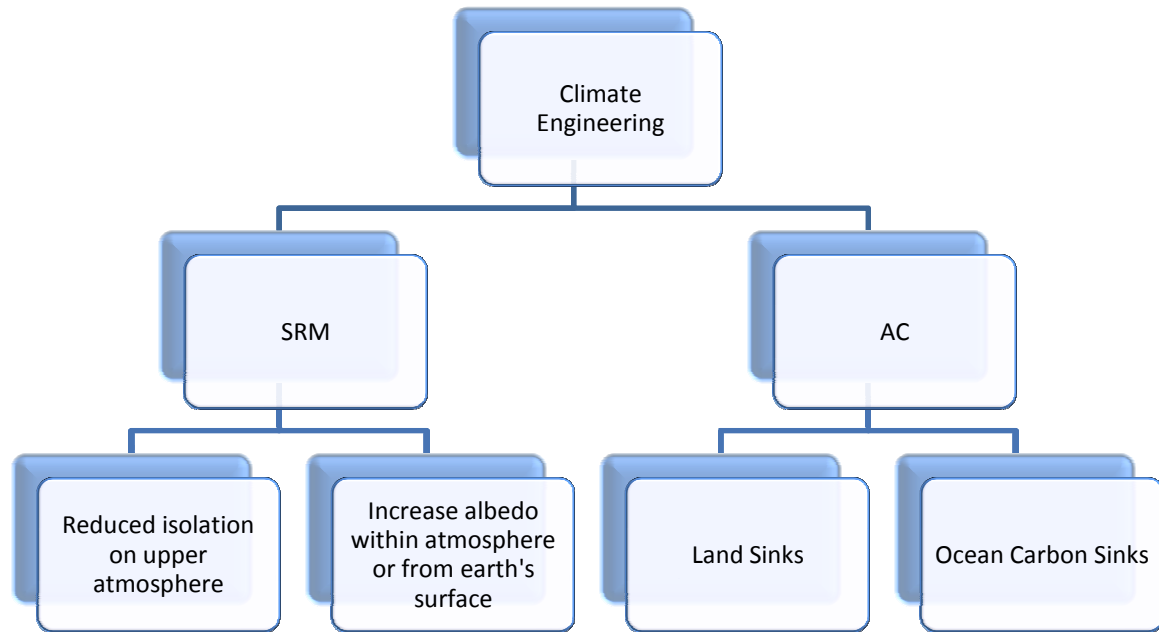 Climate
Engineering
SRM
AC
Reduced isolation
on upper
atmosphere
Increase albedo
within atmosphere
or from earth's
surface
Land Sinks
Ocean Carbon Sinks